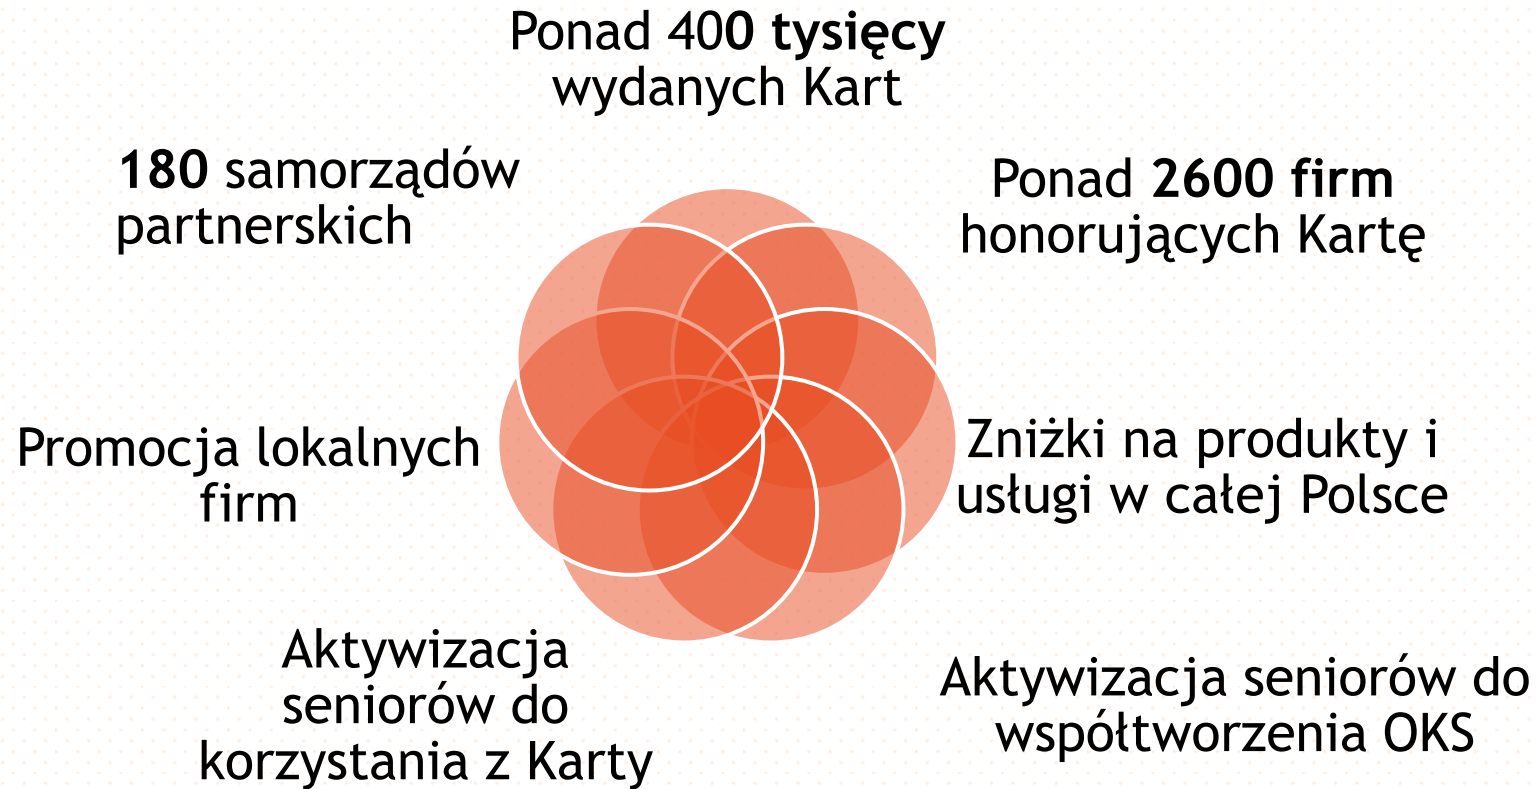 Ponad 400 tysięcy
wydanych Kart
180 samorządów
partnerskich
Ponad 2600 firm
honorujących Kartę
Promocja lokalnych
firm
Zniżki na produkty i
usługi w całej Polsce
Aktywizacja
seniorów do
korzystania z Karty
Aktywizacja seniorów do
współtworzenia OKS